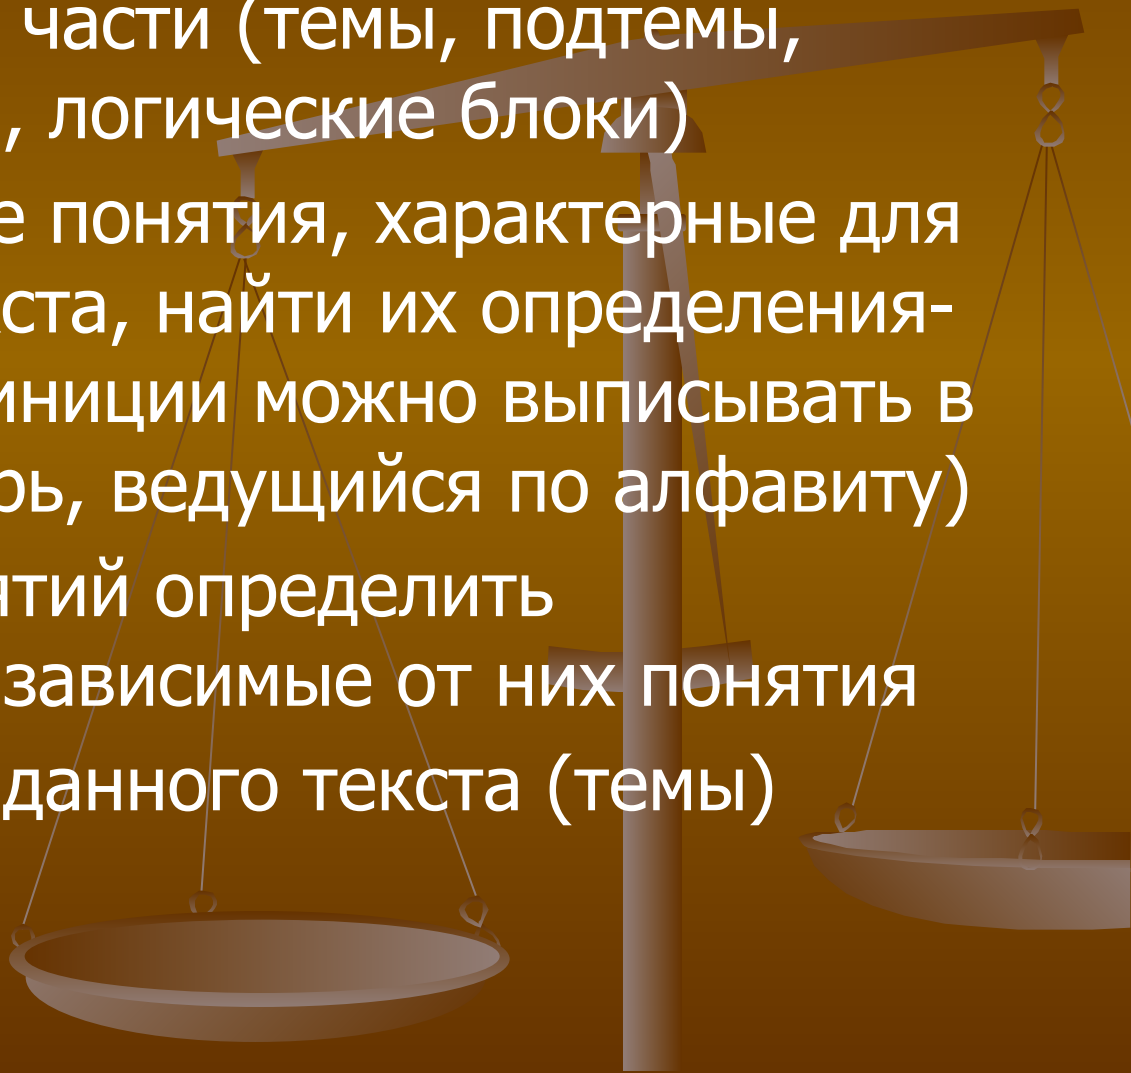 части (темы, подтемы,
, логические блоки)
е понятия, характерные для
ста, найти их определения-
иниции можно выписывать в
рь, ведущийся по алфавиту)
ятий определить
зависимые от них понятия
данного текста (темы)